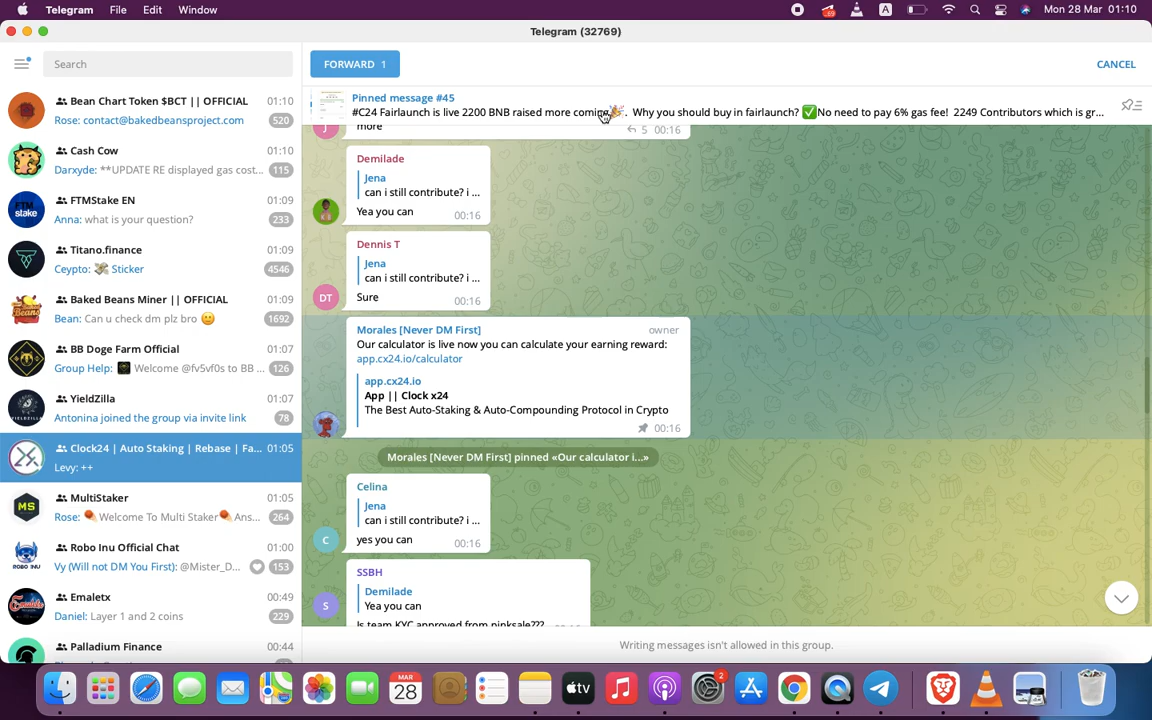 Telegram File Edit Window 69 A Mon 28 Mar 01:10
Telegram (32769)
Search
FORWARD 1
CANCEL
Pinned message #45
#C24 Fairlaunch is live 2200 BNB raised more coming🎉. Why you should buy in fairlaunch? ✅No need to pay 6% gas fee! 2249 Contributors which is gr...
Bean Chart Token $BCT || OFFICIAL 01:10
Rose: contact@bakedbeansproject.com 520
Cash Cow 01:10
Darxyde: **UPDATE RE displayed gas cost... 115
FTMStake EN 01:09
Anna: what is your question? 233
Titano.finance 01:09
Ceypto: 💸 Sticker 4546
Baked Beans Miner || OFFICIAL 01:09
Bean: Can u check dm plz bro 🙂 1692
BB Doge Farm Official 01:07
Group Help: Welcome @fv5vf0s to BB ... 126
YieldZilla 01:07
Antonina joined the group via invite link 78
Clock24 | Auto Staking | Rebase | Fa... 01:05
Levy: ++
MultiStaker 01:05
Rose: Welcome To Multi Staker Ans... 264
Robo Inu Official Chat 01:00
Vy (Will not DM You First): @Mister_D... 153
Emaletx 00:49
Daniel: Layer 1 and 2 coins 229
Palladium Finance 00:44
J more
5 00:16
Demilade
Jena
can i still contribute? i ...
Yea you can 00:16
Dennis T
Jena
can i still contribute? i ...
DT Sure 00:16
Morales [Never DM First] owner
Our calculator is live now you can calculate your earning reward:
app.cx24.io/calculator
app.cx24.io
App || Clock x24
The Best Auto-Staking & Auto-Compounding Protocol in Crypto
00:16
Morales [Never DM First] pinned «Our calculator i...»
Celina
Jena
can i still contribute? i ...
C yes you can 00:16
SSBH
Demilade
S Yea you can
Is team KYC approved from pinksale???
Writing messages isn't allowed in this group.
MAR
28
tv
2